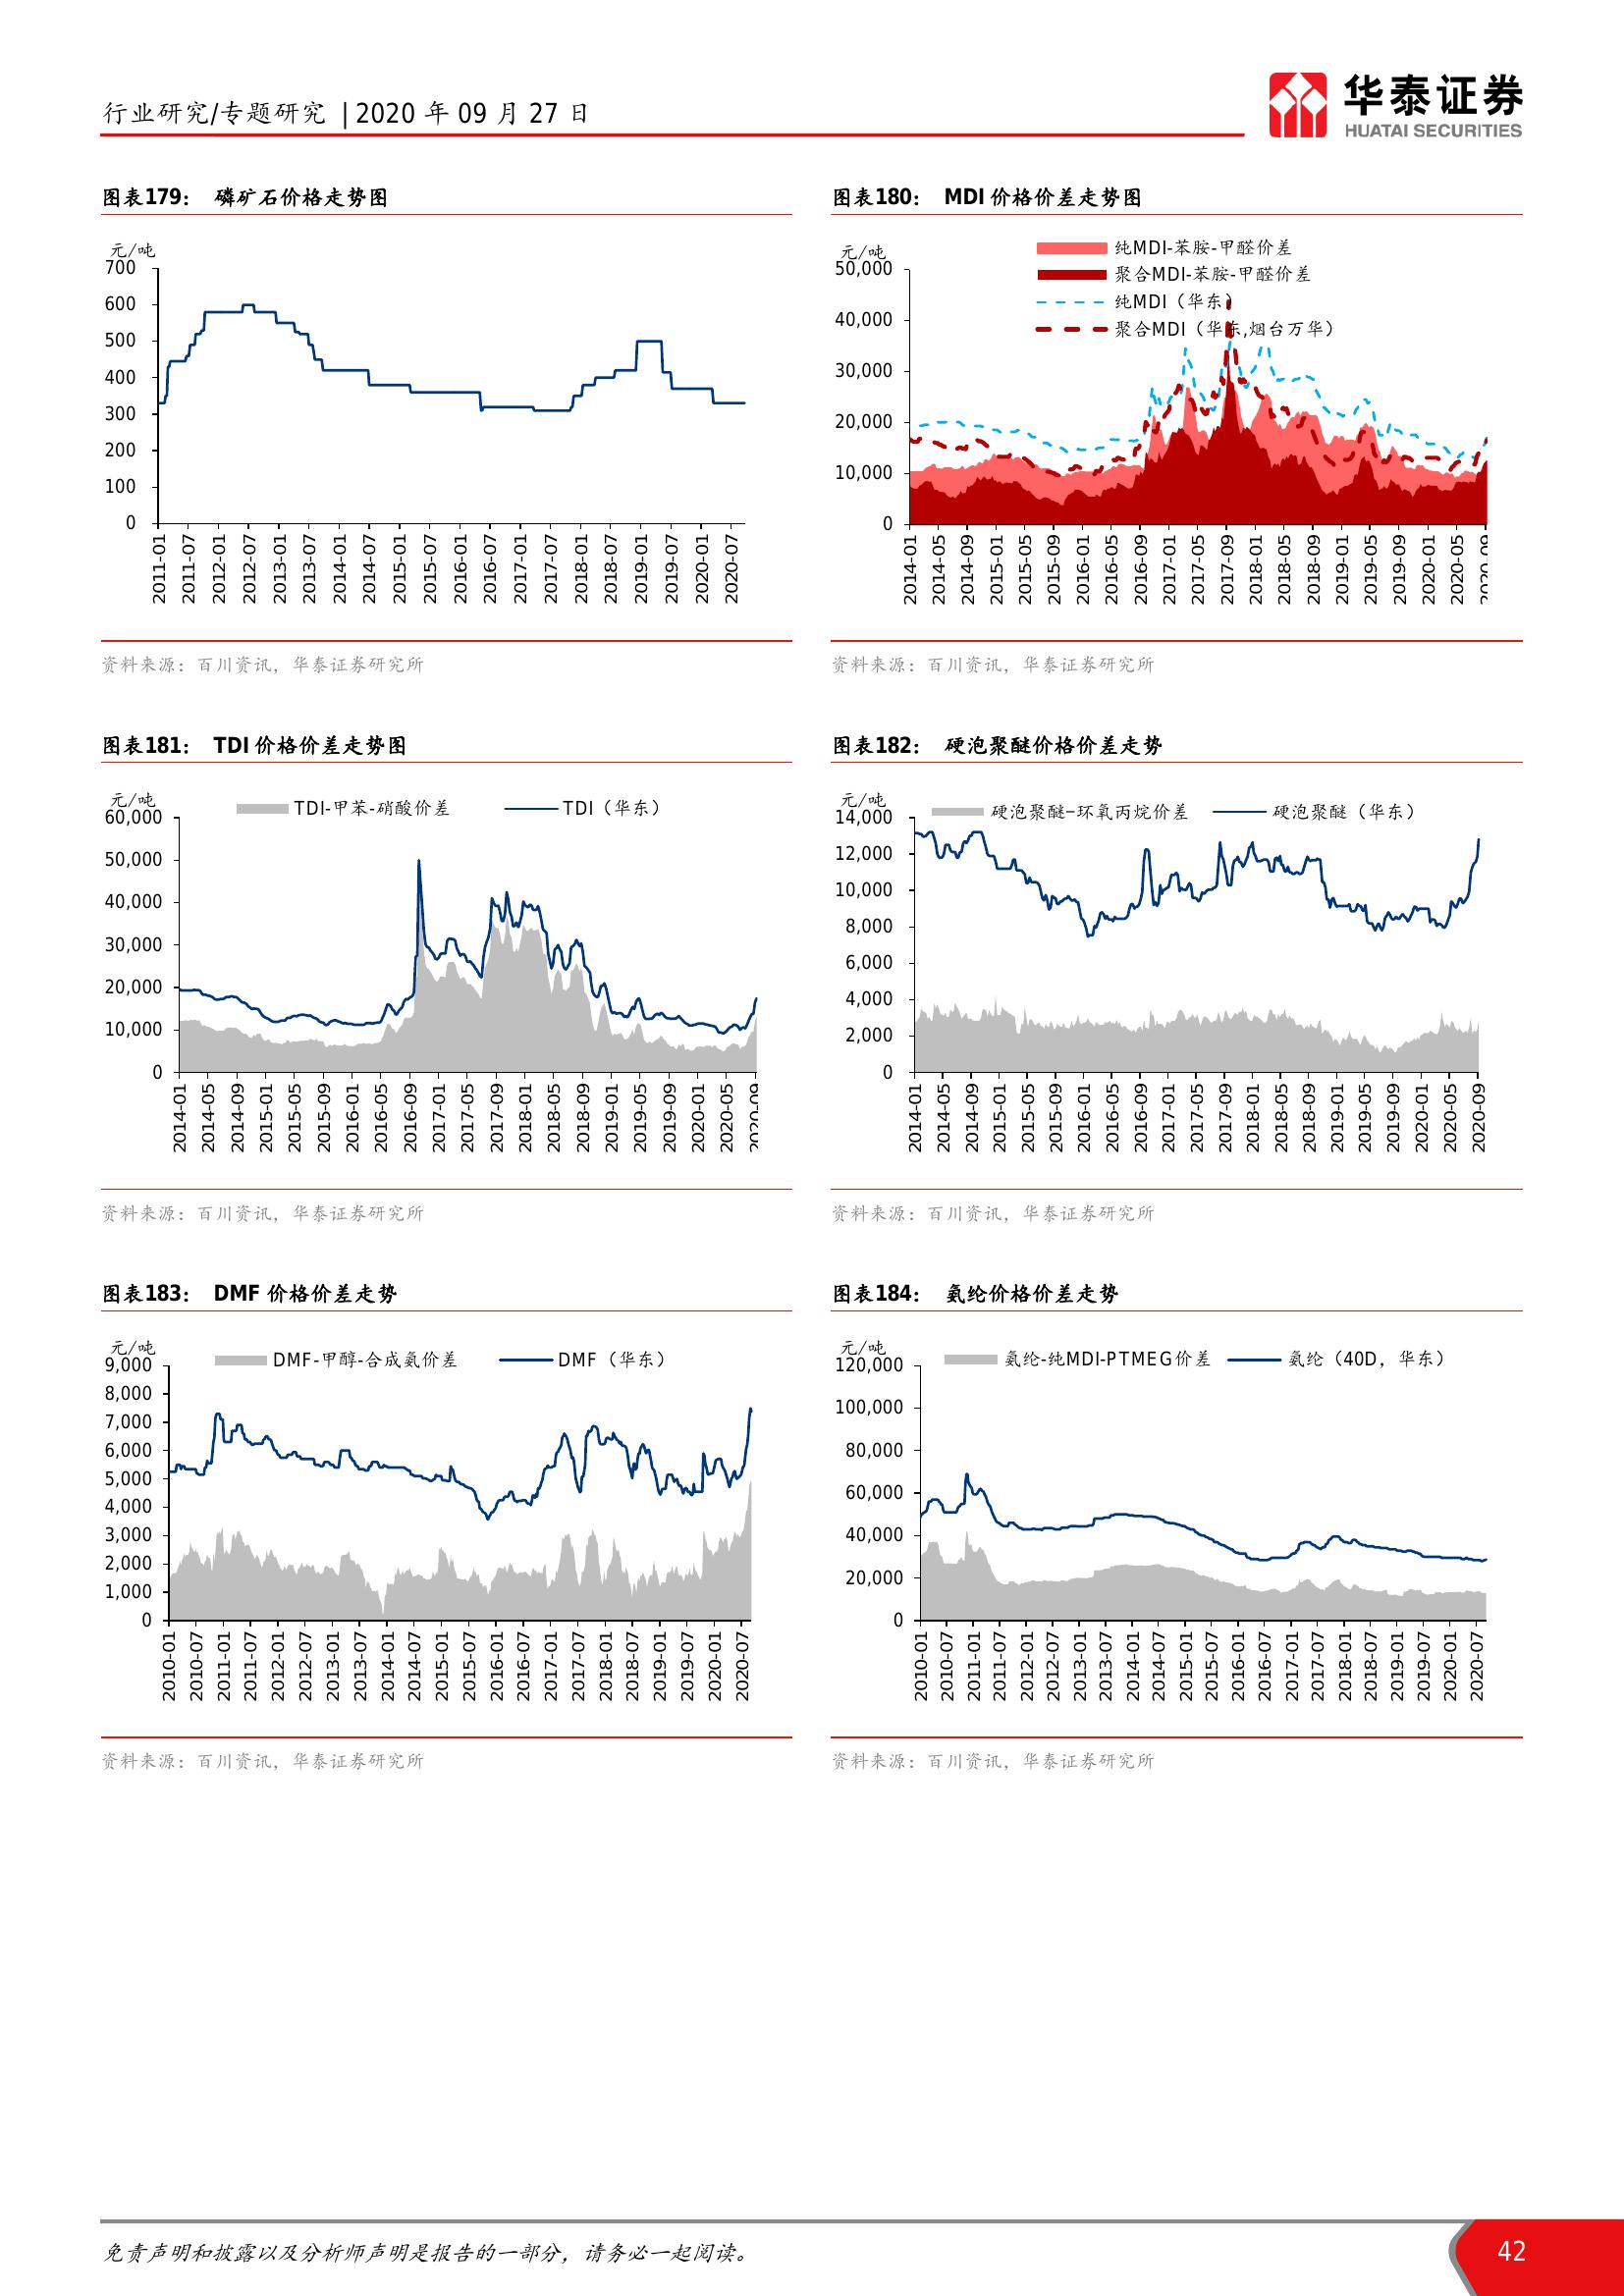 行业研究/专题研究 | 2020 年 09 月 27 日
华泰证券
HUATAI SECURITIES
图表179： 磷矿石价格走势图
元/吨
700
600
500
400
300
200
100
0
2011-01 2011-07 2012-01 2012-07 2013-01 2013-07 2014-01 2014-07 2015-01 2015-07 2016-01 2016-07 2017-01 2017-07 2018-01 2018-07 2019-01 2019-07 2020-01 2020-07
资料来源：百川资讯，华泰证券研究所
图表180： MDI 价格价差走势图
元/吨
纯MDI-苯胺-甲醛价差
聚合MDI-苯胺-甲醛价差
纯MDI（华东）
聚合MDI（华东,烟台万华）
50,000
40,000
30,000
20,000
10,000
0
2014-01 2014-05 2014-09 2015-01 2015-05 2015-09 2016-01 2016-05 2016-09 2017-01 2017-05 2017-09 2018-01 2018-05 2018-09 2019-01 2019-05 2019-09 2020-01 2020-05 2020-09
资料来源：百川资讯，华泰证券研究所
图表181： TDI 价格价差走势图
元/吨
TDI-甲苯-硝酸价差 TDI（华东）
60,000
50,000
40,000
30,000
20,000
10,000
0
2014-01 2014-05 2014-09 2015-01 2015-05 2015-09 2016-01 2016-05 2016-09 2017-01 2017-05 2017-09 2018-01 2018-05 2018-09 2019-01 2019-05 2019-09 2020-01 2020-05 2020-09
资料来源：百川资讯，华泰证券研究所
图表182： 硬泡聚醚价格价差走势
元/吨
硬泡聚醚-环氧丙烷价差 硬泡聚醚（华东）
14,000
12,000
10,000
8,000
6,000
4,000
2,000
0
2014-01 2014-05 2014-09 2015-01 2015-05 2015-09 2016-01 2016-05 2016-09 2017-01 2017-05 2017-09 2018-01 2018-05 2018-09 2019-01 2019-05 2019-09 2020-01 2020-05 2020-09
资料来源：百川资讯，华泰证券研究所
图表183： DMF 价格价差走势
元/吨
DMF-甲醇-合成氨价差 DMF（华东）
9,000
8,000
7,000
6,000
5,000
4,000
3,000
2,000
1,000
0
2010-01 2010-07 2011-01 2011-07 2012-01 2012-07 2013-01 2013-07 2014-01 2014-07 2015-01 2015-07 2016-01 2016-07 2017-01 2017-07 2018-01 2018-07 2019-01 2019-07 2020-01 2020-07
资料来源：百川资讯，华泰证券研究所
图表184： 氨纶价格价差走势
元/吨
氨纶-纯MDI-PTMEG价差 氨纶（40D，华东）
120,000
100,000
80,000
60,000
40,000
20,000
0
2010-01 2010-07 2011-01 2011-07 2012-01 2012-07 2013-01 2013-07 2014-01 2014-07 2015-01 2015-07 2016-01 2016-07 2017-01 2017-07 2018-01 2018-07 2019-01 2019-07 2020-01 2020-07
资料来源：百川资讯，华泰证券研究所
免责声明和披露以及分析师声明是报告的一部分，请务必一起阅读。
42